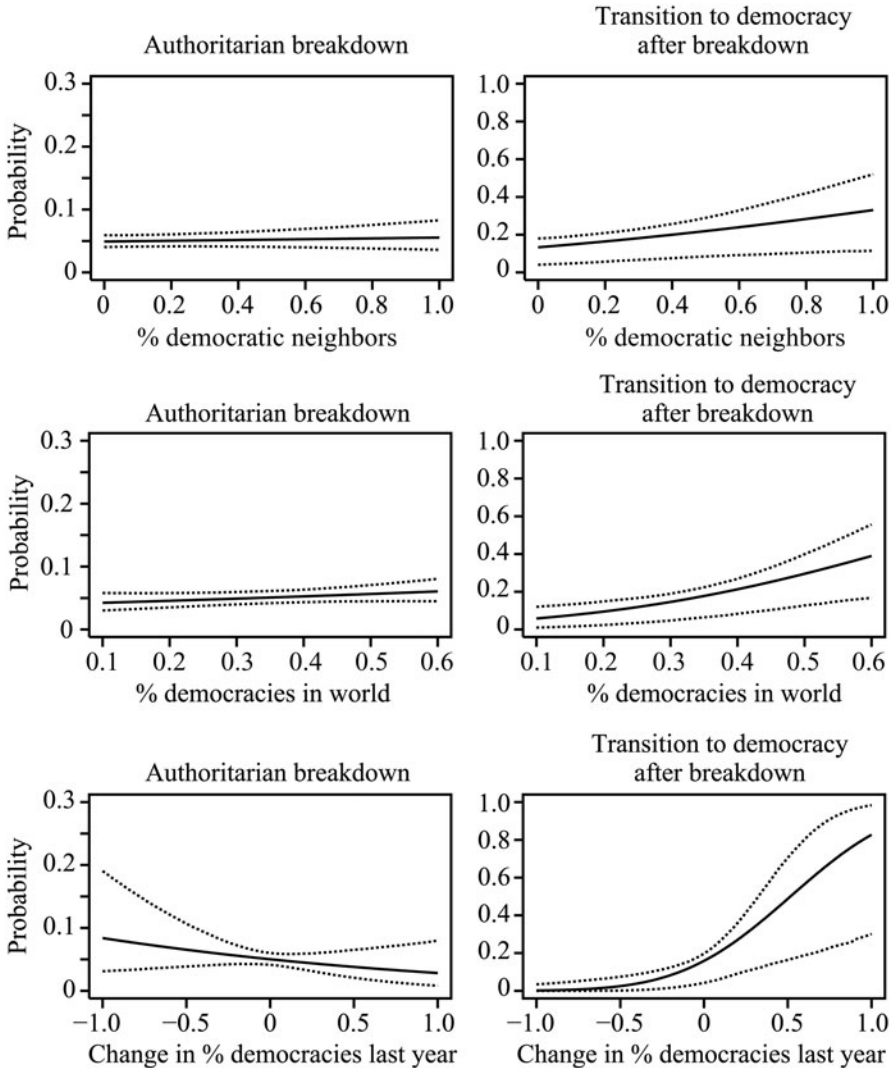 Authoritarian breakdown
Transition to democracy
after breakdown
Probability
0.3
0.2
0.1
0
1.0
0.8
0.6
0.4
0.2
0
0 0.2 0.4 0.6 0.8 1.0
0 0.2 0.4 0.6 0.8 1.0
% democratic neighbors
% democratic neighbors
Authoritarian breakdown
Transition to democracy
after breakdown
Probability
0.3
0.2
0.1
0
1.0
0.8
0.6
0.4
0.2
0
0.1 0.2 0.3 0.4 0.5 0.6
0.1 0.2 0.3 0.4 0.5 0.6
% democracies in world
% democracies in world
Authoritarian breakdown
Transition to democracy
after breakdown
Probability
0.3
0.2
0.1
0
1.0
0.8
0.6
0.4
0.2
0
−1.0 −0.5 0 0.5 1.0
−1.0 −0.5 0 0.5 1.0
Change in % democracies last year
Change in % democracies last year